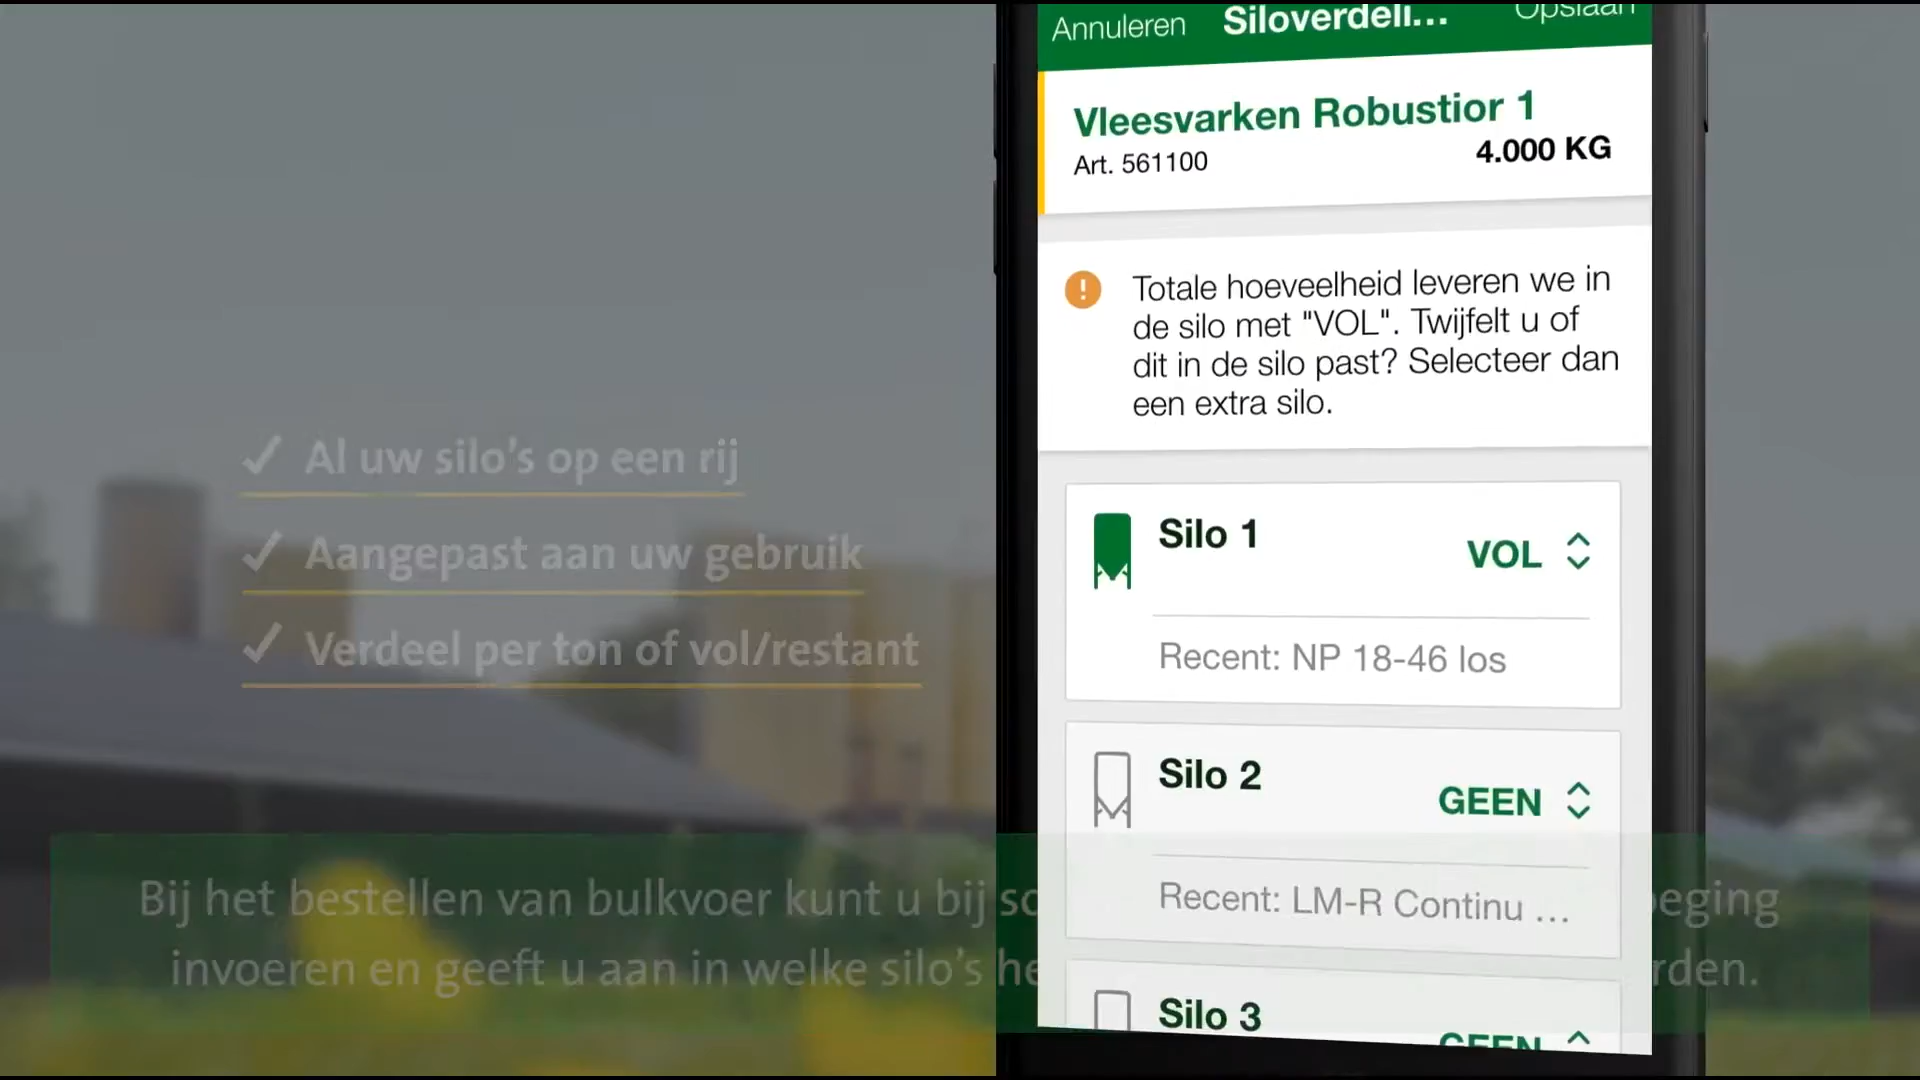 Annuleren Siloverdeli... Opslaan
Vleesvarken Robustior 1
Art. 561100 4.000 KG
Totale hoeveelheid leveren we in
de silo met "VOL". Twijfelt u of
dit in de silo past? Selecteer dan
een extra silo.
Silo 1 VOL
Recent: NP 18-46 los
Silo 2 GEEN
Recent: LM-R Continu ...
Silo 3 GEEN
Al uw silo's op een rij
Aangepast aan uw gebruik
Verdeel per ton of vol/restant
Bij het bestellen van bulkvoer kunt u bij
invoeren en geeft u aan in welke silo's